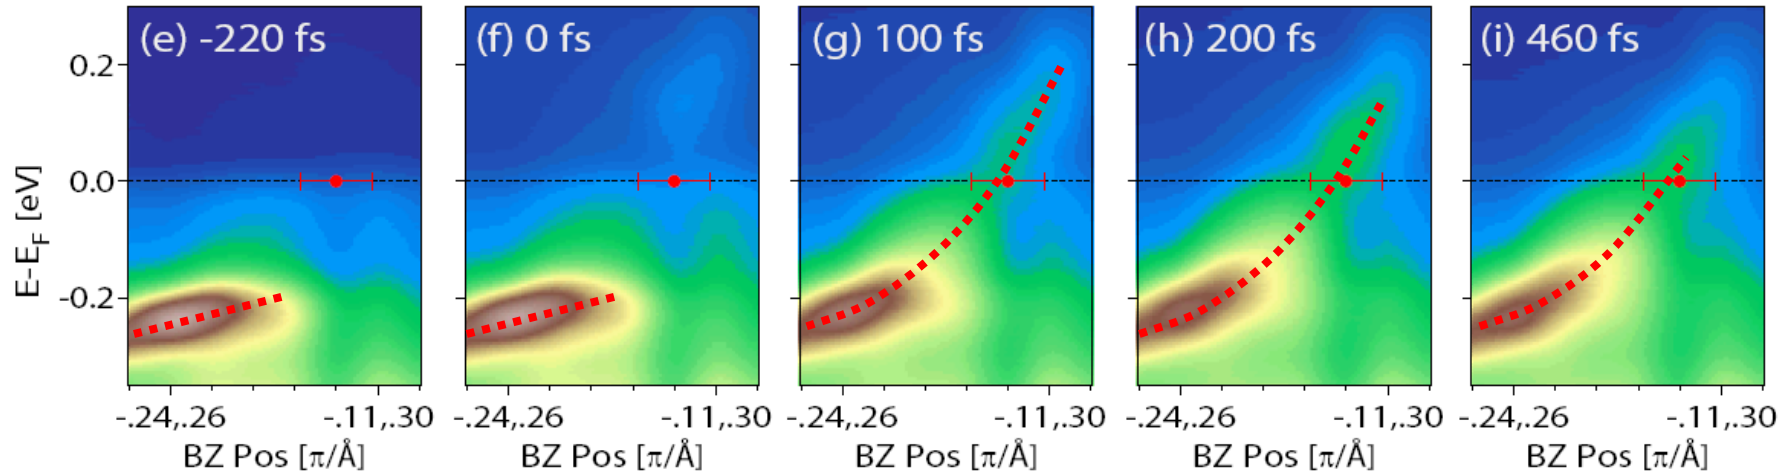 (e) -220 fs
(f) 0 fs
(g) 100 fs
(h) 200 fs
(i) 460 fs
E-E_F [eV]
0.2
0.0
-0.2
-.24,.26 -.11,.30
-.24,.26 -.11,.30
-.24,.26 -.11,.30
-.24,.26 -.11,.30
-.24,.26 -.11,.30
BZ Pos [π/Å]
BZ Pos [π/Å]
BZ Pos [π/Å]
BZ Pos [π/Å]
BZ Pos [π/Å]